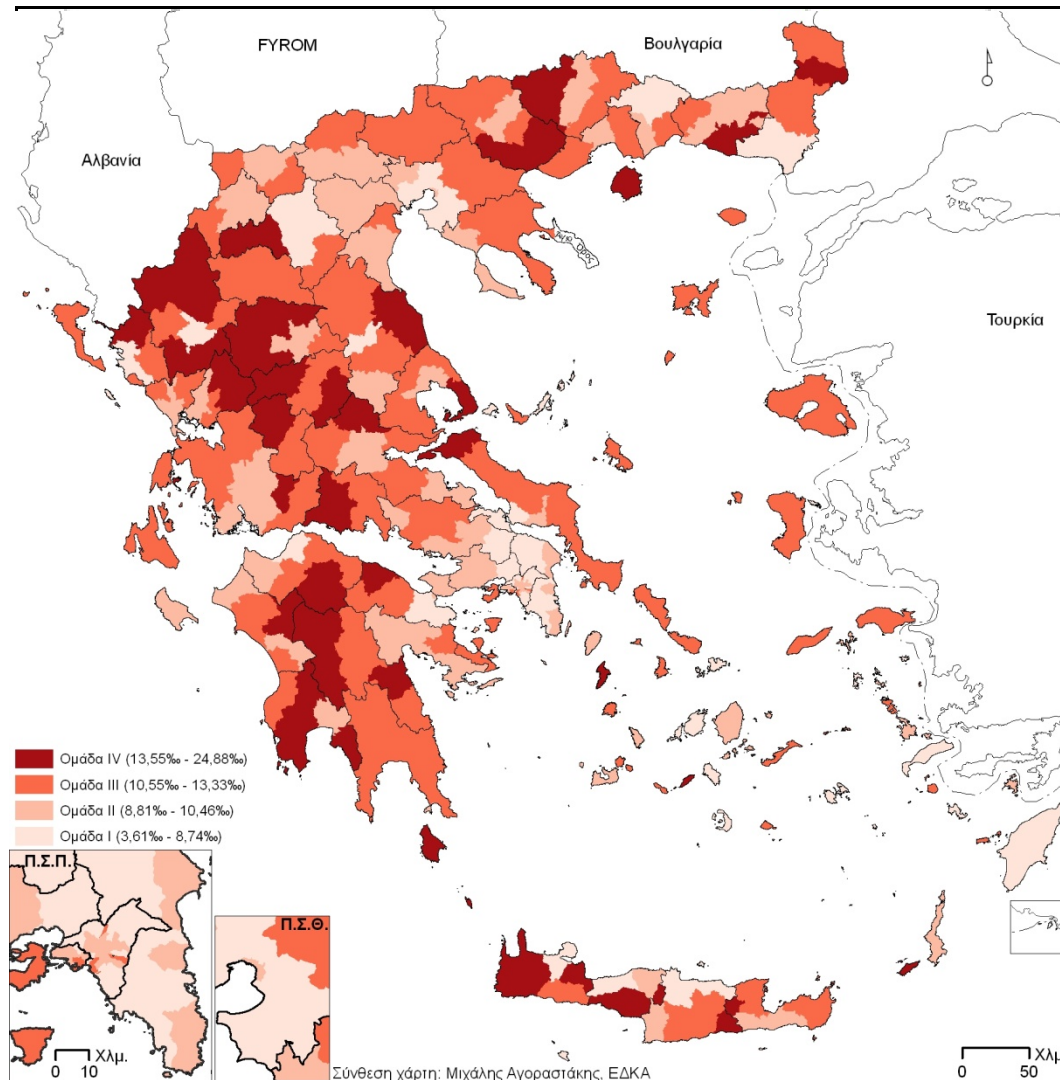 FYROM
Βουλγαρία
Αλβανία
Άγιο Όρος
Τουρκία
Ομάδα IV (13,55‰ - 24,88‰)
Ομάδα III (10,55‰ - 13,33‰)
Ομάδα II (8,81‰ - 10,46‰)
Ομάδα I (3,61‰ - 8,74‰)
Π.Σ.Π.
Π.Σ.Θ.
Χλμ.
0 10
Σύνθεση χάρτη: Μιχάλης Αγοραστάκης, ΕΔΚΑ
Χλμ
0 50